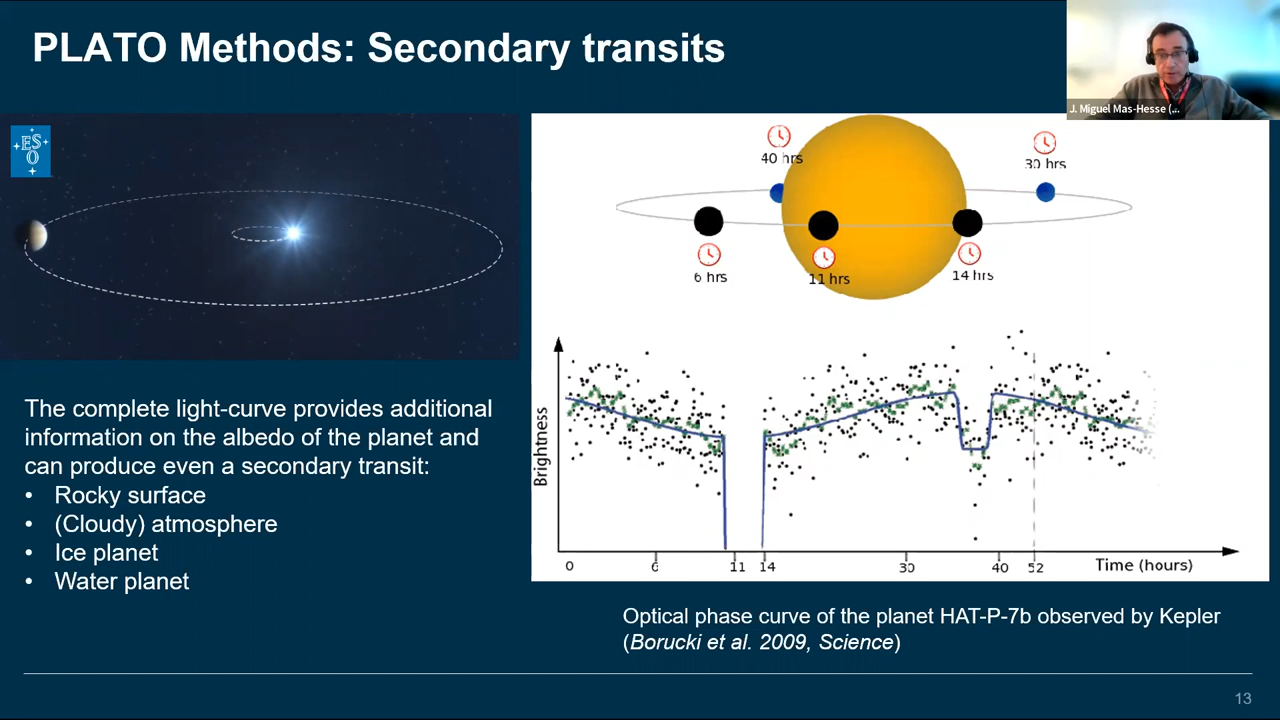 PLATO Methods: Secondary transits
J. Miguel Mas-Hesse (...
ES
O
40 hrs
30 hrs
6 hrs
11 hrs
14 hrs
The complete light-curve provides additional
information on the albedo of the planet and
can produce even a secondary transit:
• Rocky surface
• (Cloudy) atmosphere
• Ice planet
• Water planet
Brightness
0 6 11 14 30 40 52 Time (hours)
Optical phase curve of the planet HAT-P-7b observed by Kepler
(Borucki et al. 2009, Science)
13